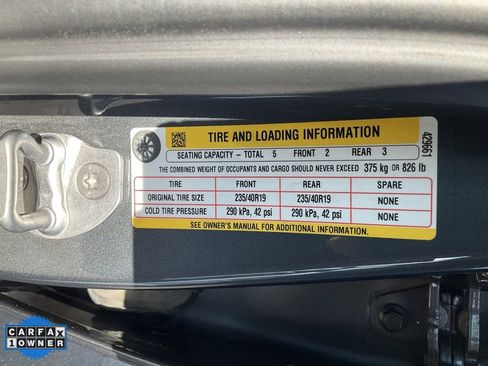 TIRE AND LOADING INFORMATION
SEATING CAPACITY – TOTAL 5 FRONT 2 REAR 3
THE COMBINED WEIGHT OF OCCUPANTS AND CARGO SHOULD NEVER EXCEED 375 kg OR 826 lb
TIRE FRONT REAR SPARE
ORIGINAL TIRE SIZE 235/40R19 235/40R19 NONE
COLD TIRE PRESSURE 290 kPa, 42 psi 290 kPa, 42 psi NONE
SEE OWNER'S MANUAL FOR ADDITIONAL INFORMATION.
429661
CARFAX
1 OWNER